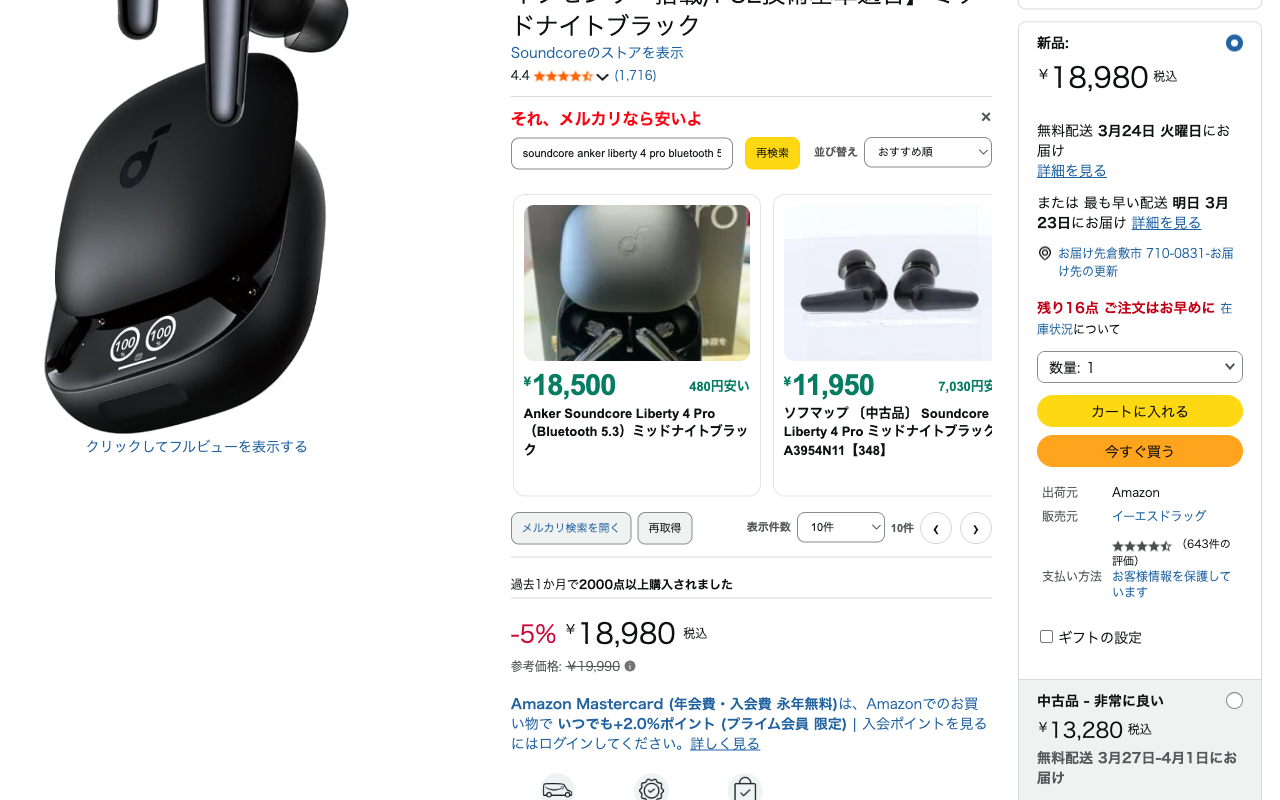 ドナイトブラック
Soundcoreのストアを表示
4.4 (1,716)
それ、メルカリなら安いよ
×
soundcore anker liberty 4 pro bluetooth 5
再検索
並び替え
おすすめ順
¥18,500
480円安い
Anker Soundcore Liberty 4 Pro
（Bluetooth 5.3）ミッドナイトブラッ
ク
¥11,950
7,030円安
ソフマップ 〔中古品〕 Soundcore
Liberty 4 Pro ミッドナイトブラック
A3954N11【348】
メルカリ検索を開く
再取得
表示件数
10件
10件
‹
›
過去1か月で2000点以上購入されました
-5% ¥18,980 税込
参考価格: ¥19,990
Amazon Mastercard (年会費・入会費 永年無料)は、Amazonでのお買
い物で いつでも+2.0%ポイント (プライム会員 限定) | 入会ポイントを見る
にはログインしてください。詳しく見る
100
%
100
%
クリックしてフルビューを表示する
新品:
¥18,980 税込
無料配送 3月24日 火曜日にお
届け
詳細を見る
または 最も早い配送 明日 3月
23日にお届け 詳細を見る
お届け先倉敷市 710-0831-お届
け先の更新
残り16点 ご注文はお早めに 在
庫状況について
数量: 1
カートに入れる
今すぐ買う
出荷元 Amazon
販売元 イーエスドラッグ
（643件の
評価）
支払い方法 お客様情報を保護して
います
ギフトの設定
中古品 - 非常に良い
¥13,280 税込
無料配送 3月27日-4月1日にお
届け